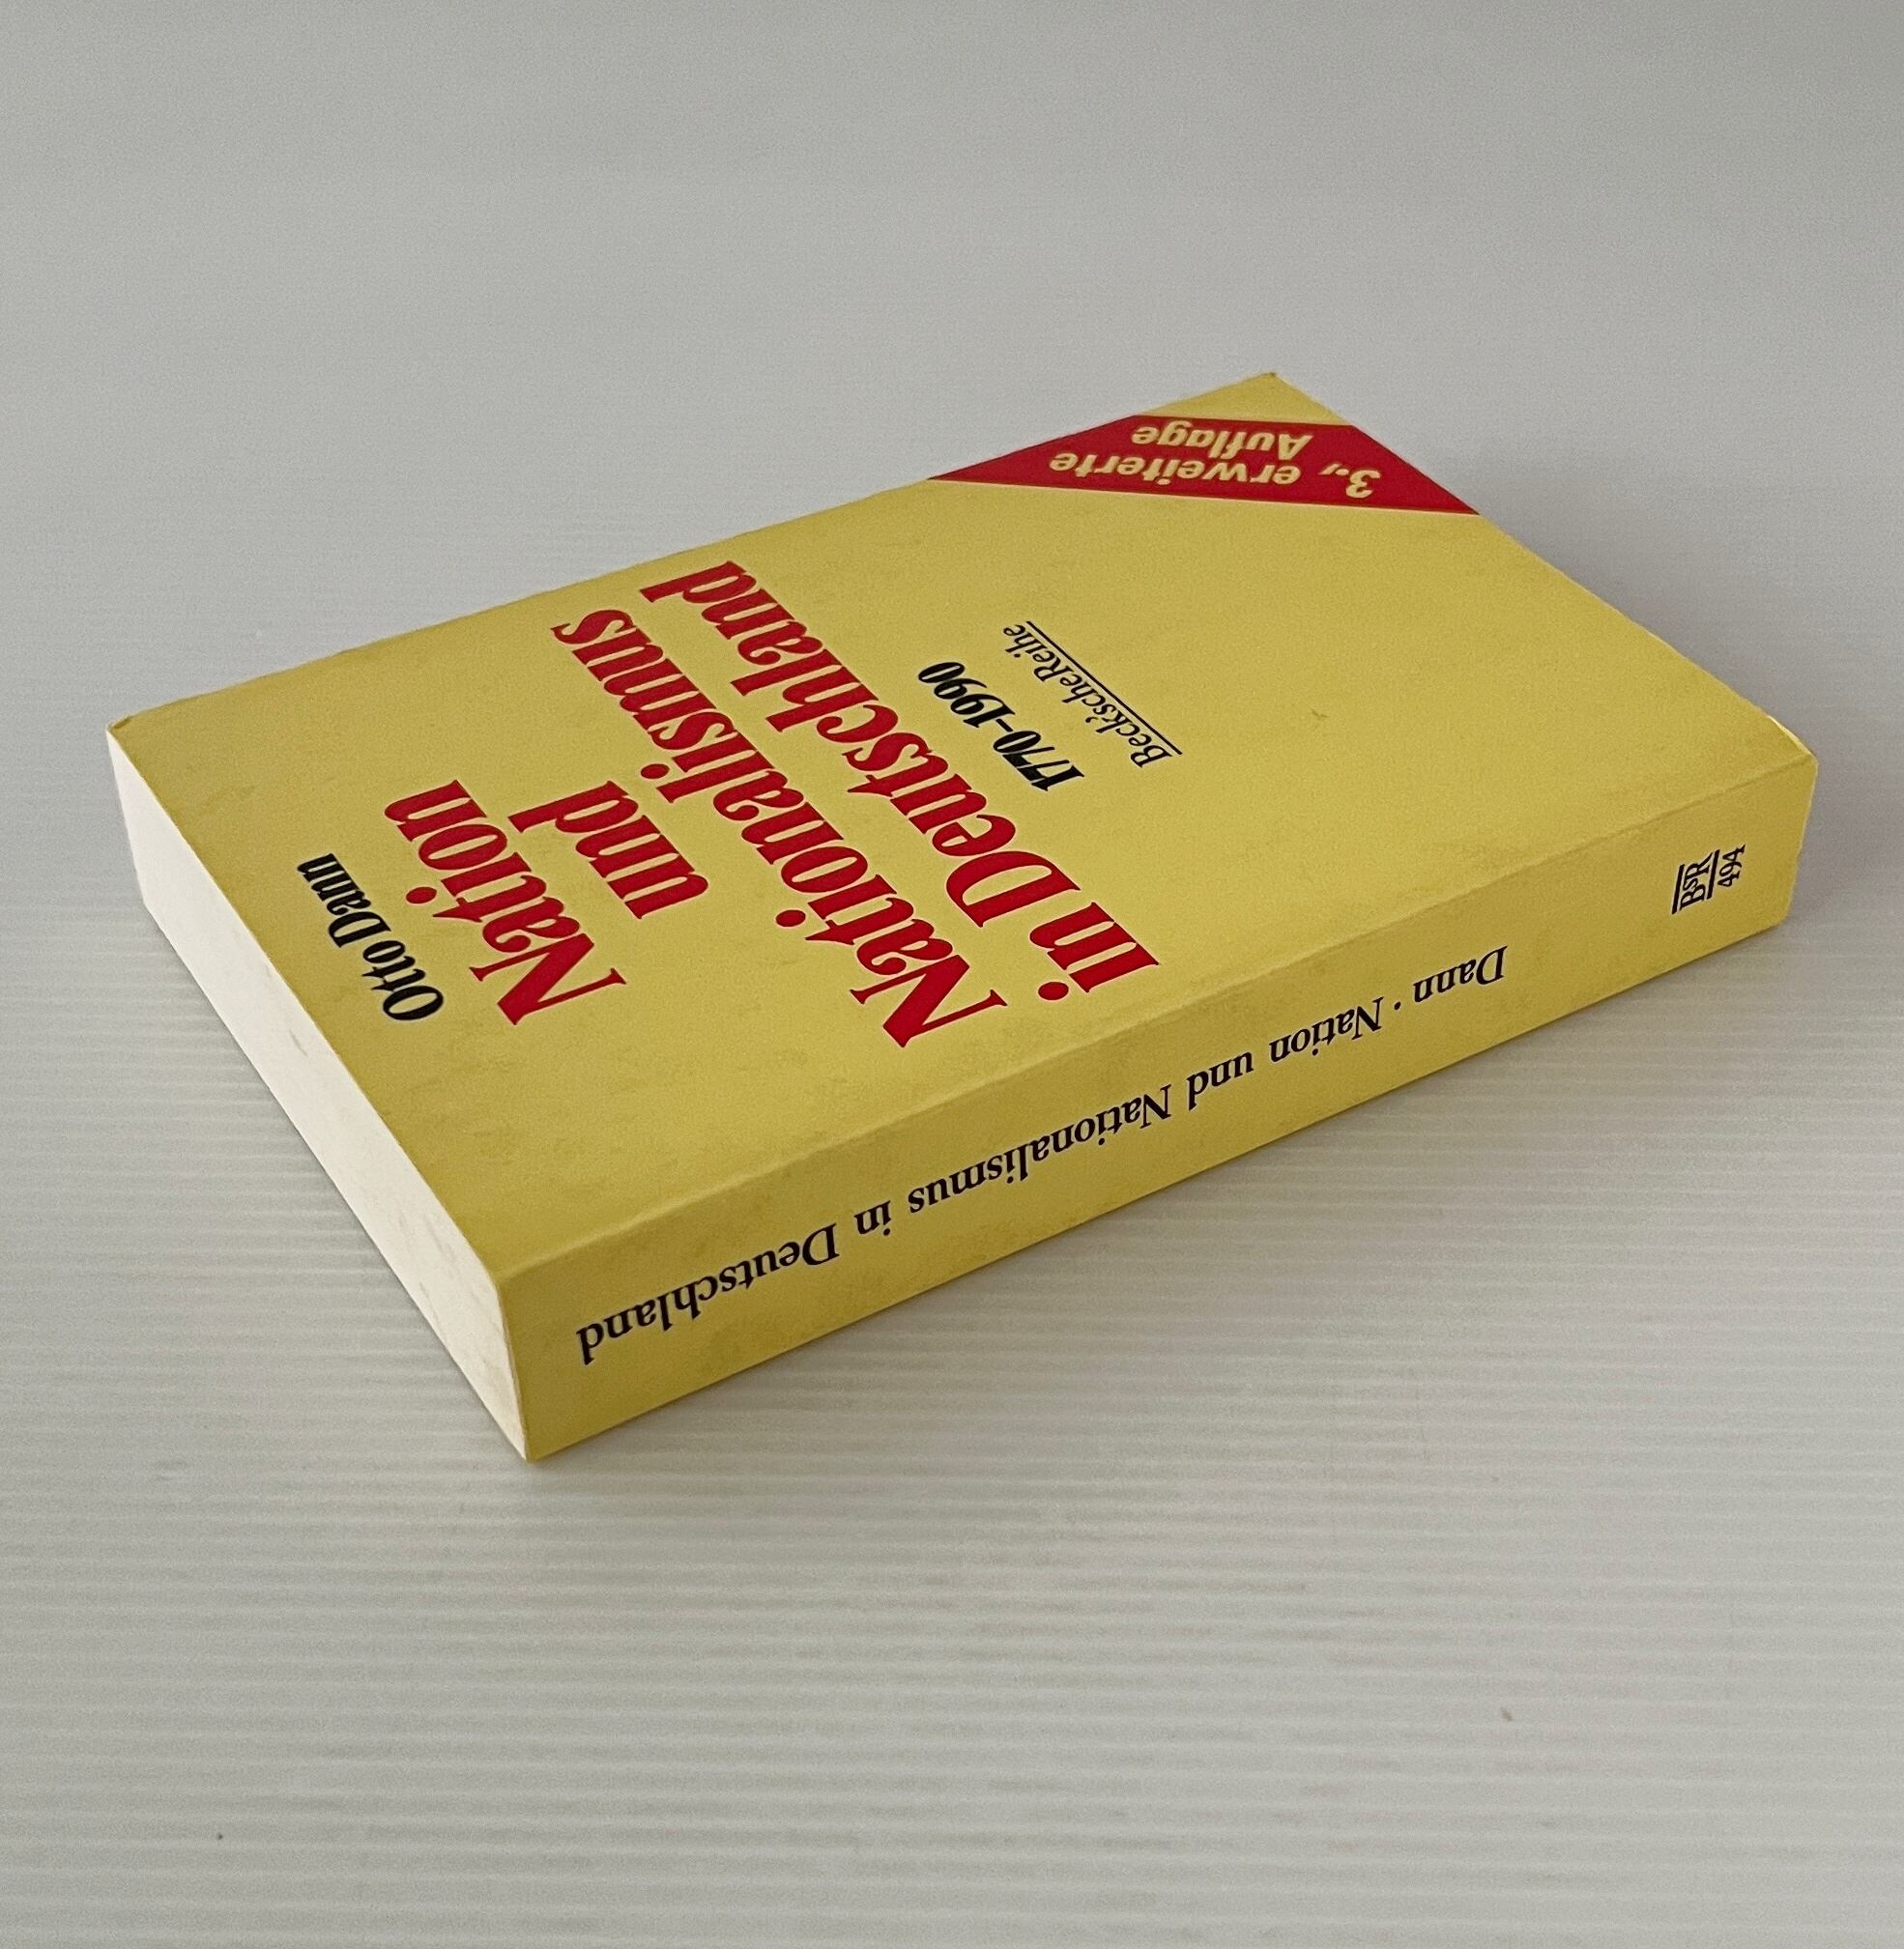 Otto Dann
Nation
und
Nationalismus
in Deutschland
1770–1990
Beck'sche Reihe
3., erweiterte
Auflage
Dann · Nation und Nationalismus in Deutschland
BsR
494